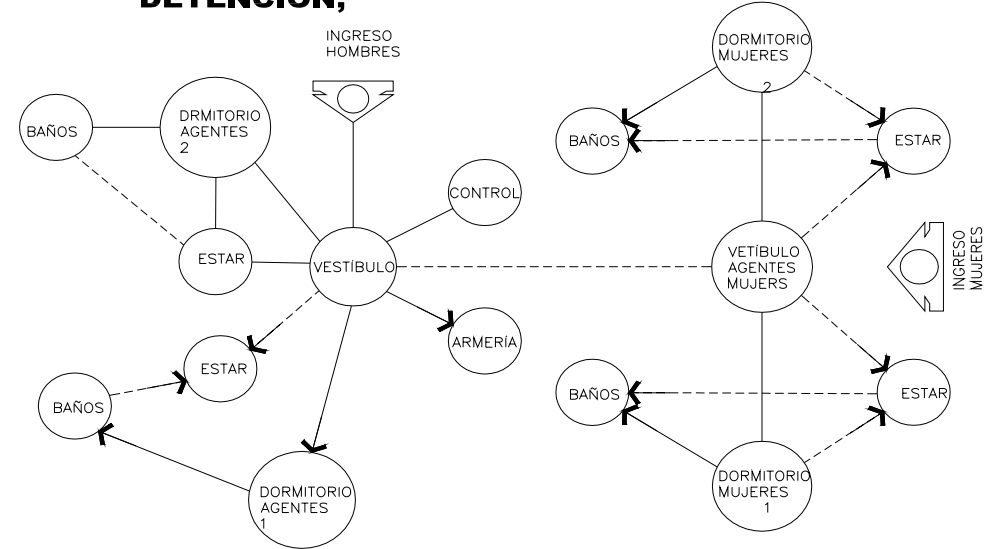 DETENCIÓN,
INGRESO
HOMBRES
DORMITORIO
MUJERES
2
BAÑOS
DRMITORIO
AGENTES
2
BAÑOS
ESTAR
CONTROL
ESTAR
VESTÍBULO
VETÍBULO
AGENTES
MUJERS
INGRESO
MUJERES
ARMERÍA
ESTAR
BAÑOS
BAÑOS
ESTAR
DORMITORIO
AGENTES
1
DORMITORIO
MUJERES
1